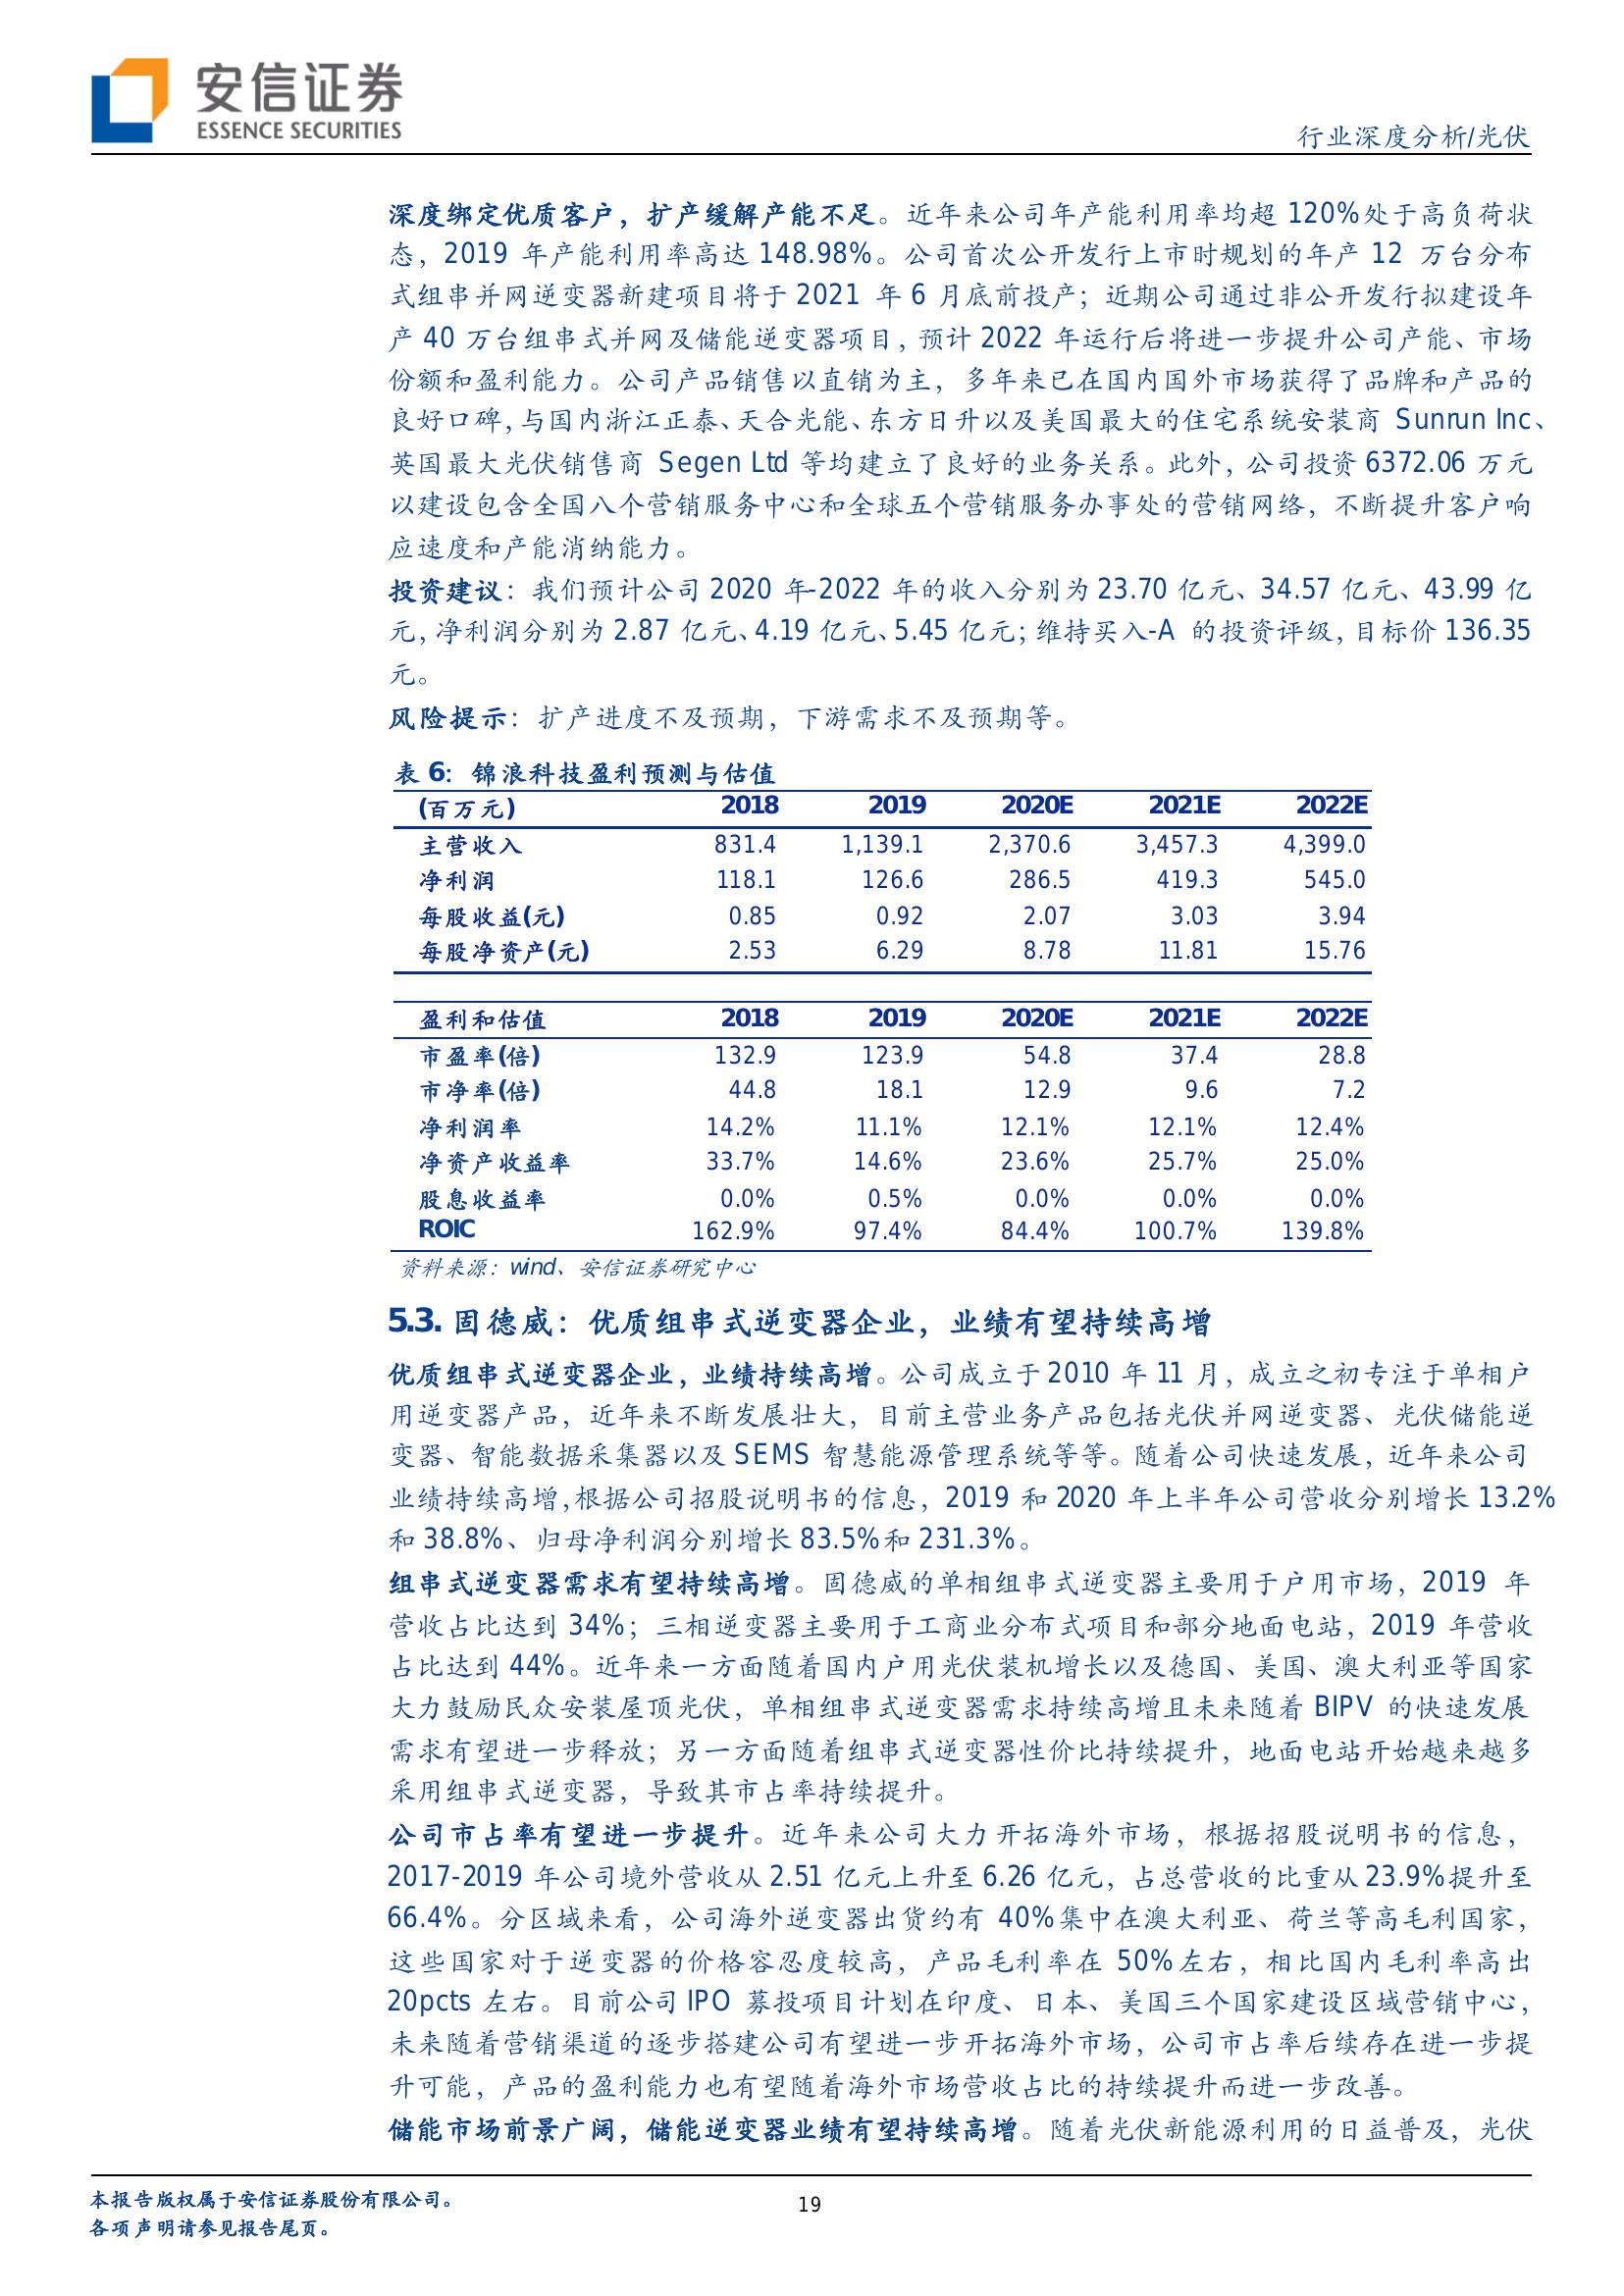 安信证券
ESSENCE SECURITIES
行业深度分析/光伏
深度绑定优质客户，扩产缓解产能不足。近年来公司年产能利用率均超 120%处于高负荷状
态，2019 年产能利用率高达 148.98%。公司首次公开发行上市时规划的年产 12 万台分布
式组串并网逆变器新建项目将于 2021 年 6 月底前投产；近期公司通过非公开发行拟建设年
产 40 万台组串式并网及储能逆变器项目，预计 2022 年运行后将进一步提升公司产能、市场
份额和盈利能力。公司产品销售以直销为主，多年来已在国内国外市场获得了品牌和产品的
良好口碑，与国内浙江正泰、天合光能、东方日升以及美国最大的住宅系统安装商 Sunrun Inc、
英国最大光伏销售商 Segen Ltd 等均建立了良好的业务关系。此外，公司投资 6372.06 万元
以建设包含全国八个营销服务中心和全球五个营销服务办事处的营销网络，不断提升客户响
应速度和产能消纳能力。
投资建议：我们预计公司 2020 年-2022 年的收入分别为 23.70 亿元、34.57 亿元、43.99 亿
元，净利润分别为 2.87 亿元、4.19 亿元、5.45 亿元；维持买入-A 的投资评级，目标价 136.35
元。
风险提示：扩产进度不及预期，下游需求不及预期等。
表 6：锦浪科技盈利预测与估值
(百万元) 2018 2019 2020E 2021E 2022E
主营收入 831.4 1,139.1 2,370.6 3,457.3 4,399.0
净利润 118.1 126.6 286.5 419.3 545.0
每股收益(元) 0.85 0.92 2.07 3.03 3.94
每股净资产(元) 2.53 6.29 8.78 11.81 15.76
盈利和估值 2018 2019 2020E 2021E 2022E
市盈率(倍) 132.9 123.9 54.8 37.4 28.8
市净率(倍) 44.8 18.1 12.9 9.6 7.2
净利润率 14.2% 11.1% 12.1% 12.1% 12.4%
净资产收益率 33.7% 14.6% 23.6% 25.7% 25.0%
股息收益率 0.0% 0.5% 0.0% 0.0% 0.0%
ROIC 162.9% 97.4% 84.4% 100.7% 139.8%
资料来源：wind、安信证券研究中心
5.3. 固德威：优质组串式逆变器企业，业绩有望持续高增
优质组串式逆变器企业，业绩持续高增。公司成立于 2010 年 11 月，成立之初专注于单相户
用逆变器产品，近年来不断发展壮大，目前主营业务产品包括光伏并网逆变器、光伏储能逆
变器、智能数据采集器以及 SEMS 智慧能源管理系统等等。随着公司快速发展，近年来公司
业绩持续高增，根据公司招股说明书的信息，2019 和 2020 年上半年公司营收分别增长 13.2%
和 38.8%、归母净利润分别增长 83.5%和 231.3%。
组串式逆变器需求有望持续高增。固德威的单相组串式逆变器主要用于户用市场，2019 年
营收占比达到 34%；三相逆变器主要用于工商业分布式项目和部分地面电站，2019 年营收
占比达到 44%。近年来一方面随着国内户用光伏装机增长以及德国、美国、澳大利亚等国家
大力鼓励民众安装屋顶光伏，单相组串式逆变器需求持续高增且未来随着 BIPV 的快速发展
需求有望进一步释放；另一方面随着组串式逆变器性价比持续提升，地面电站开始越来越多
采用组串式逆变器，导致其市占率持续提升。
公司市占率有望进一步提升。近年来公司大力开拓海外市场，根据招股说明书的信息，
2017-2019 年公司境外营收从 2.51 亿元上升至 6.26 亿元，占总营收的比重从 23.9%提升至
66.4%。分区域来看，公司海外逆变器出货约有 40%集中在澳大利亚、荷兰等高毛利国家，
这些国家对于逆变器的价格容忍度较高，产品毛利率在 50%左右，相比国内毛利率高出
20pcts 左右。目前公司 IPO 募投项目计划在印度、日本、美国三个国家建设区域营销中心，
未来随着营销渠道的逐步搭建公司有望进一步开拓海外市场，公司市占率后续存在进一步提
升可能，产品的盈利能力也有望随着海外市场营收占比的持续提升而进一步改善。
储能市场前景广阔，储能逆变器业绩有望持续高增。随着光伏新能源利用的日益普及，光伏
本报告版权属于安信证券股份有限公司。
各项声明请参见报告尾页。
19